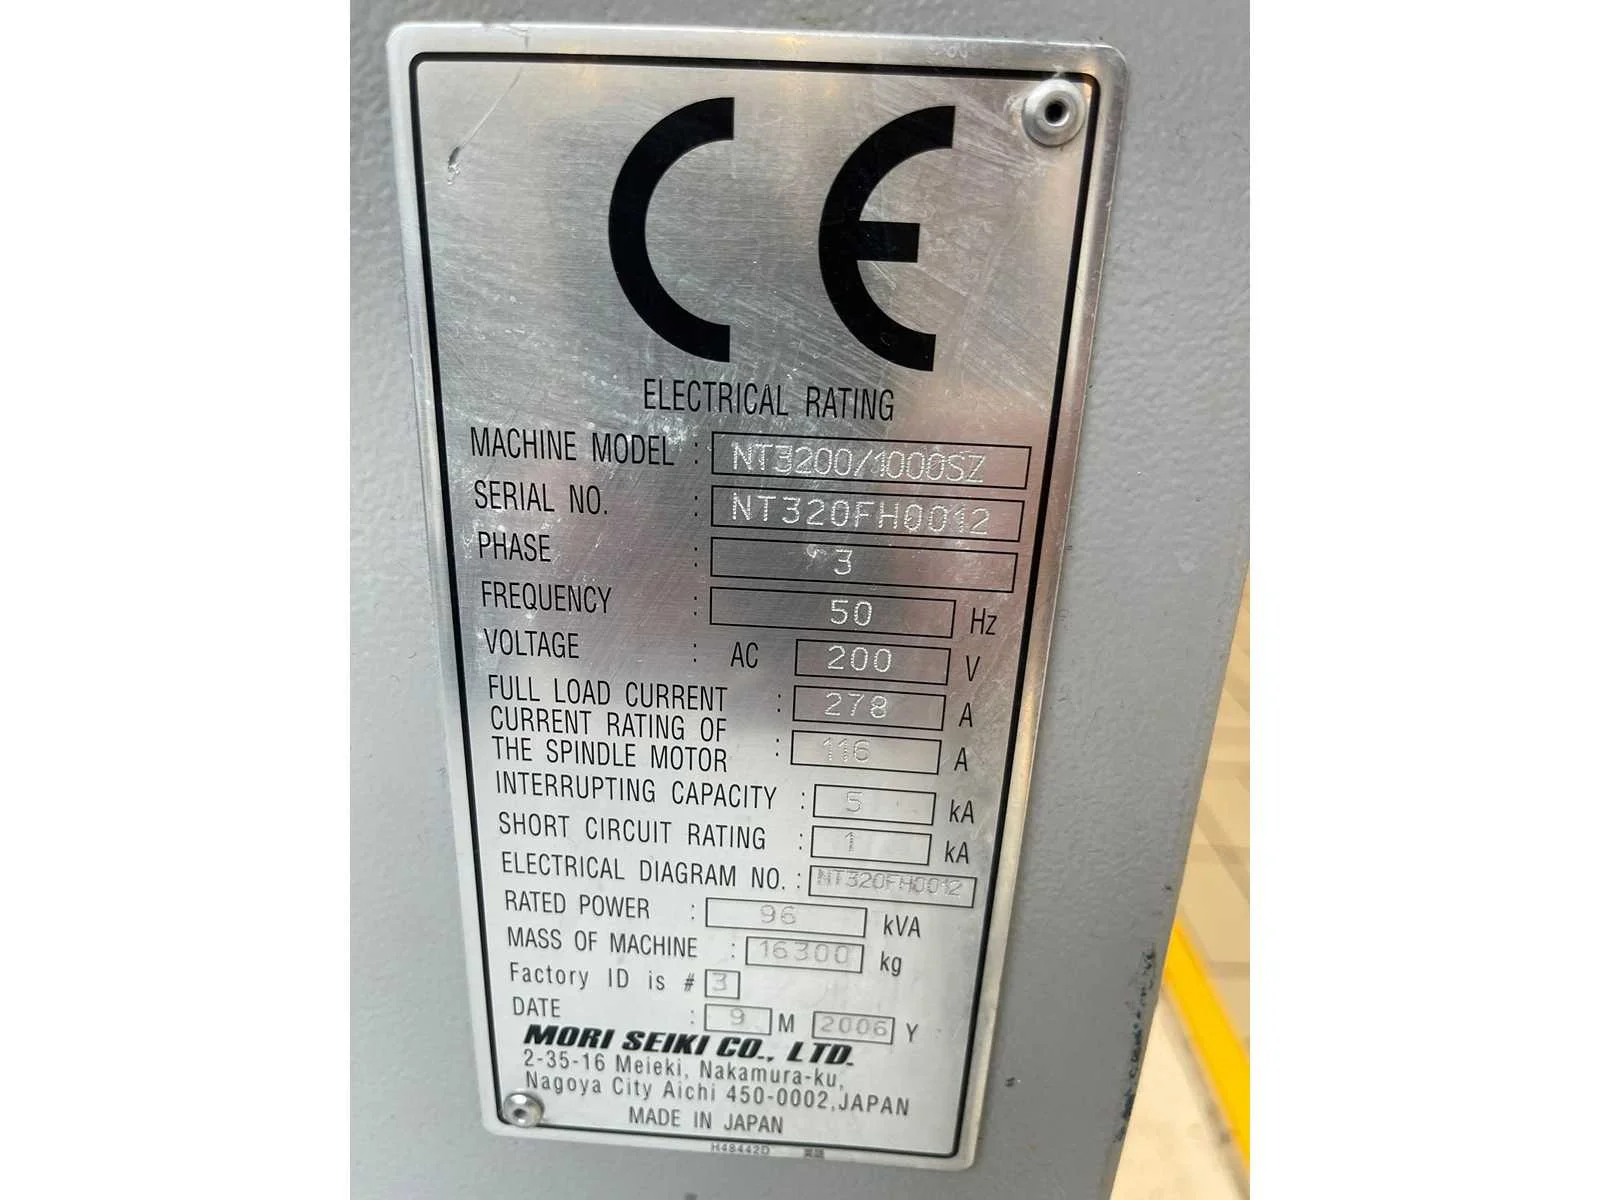 CE
ELECTRICAL RATING
MACHINE MODEL : NT3200/1000SZ
SERIAL NO. : NT320FH0012
PHASE : 3
FREQUENCY : 50 Hz
VOLTAGE : AC 200 V
FULL LOAD CURRENT : 278 A
CURRENT RATING OF
THE SPINDLE MOTOR : 116 A
INTERRUPTING CAPACITY : 5 kA
SHORT CIRCUIT RATING : 1 kA
ELECTRICAL DIAGRAM NO. : NT320FH0012
RATED POWER : 96 kVA
MASS OF MACHINE : 16300 kg
Factory ID is # 3
DATE : 9 M 2006 Y
MORI SEIKI CO., LTD.
2-35-16 Meieki, Nakamura-ku,
Nagoya City Aichi 450-0002, JAPAN
MADE IN JAPAN
H48442D